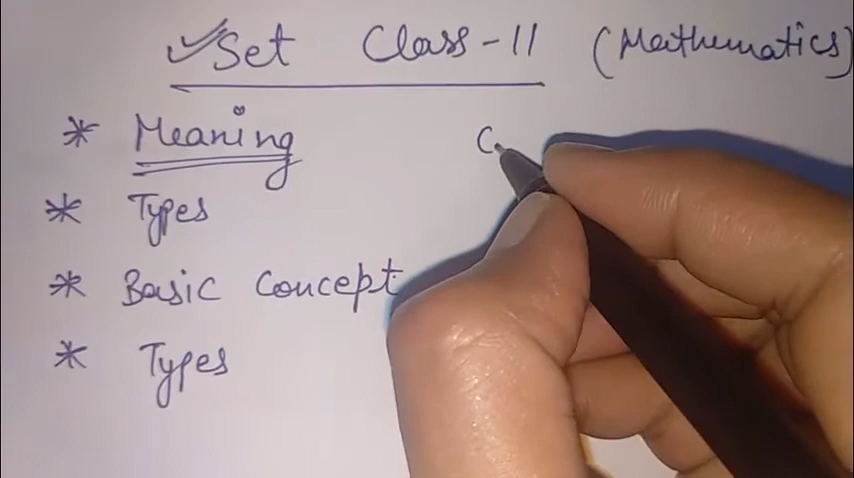 Set Class-11 (Mathematics)
* Meaning C
* Types
* Basic Concept
* Types